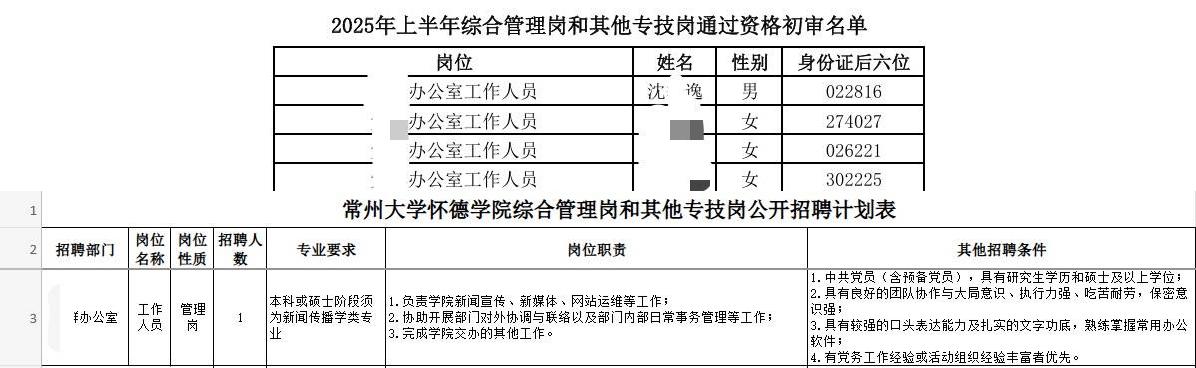 2025年上半年综合管理岗和其他专技岗通过资格初审名单
岗位 姓名 性别 身份证后六位
办公室工作人员 沈 逸 男 022816
办公室工作人员 女 274027
办公室工作人员 女 026221
办公室工作人员 女 302225
1 常州大学怀德学院综合管理岗和其他专技岗公开招聘计划表
2 招聘部门 岗位名称 岗位性质 招聘人数 专业要求 岗位职责 其他招聘条件
3 办公室 工作人员 管理岗 1
本科或硕士阶段须
为新闻传播学类专
业
1.负责学院新闻宣传、新媒体、网站运维等工作；
2.协助开展部门对外协调与联络以及部门内部日常事务管理等工作；
3.完成学院交办的其他工作。
1.中共党员（含预备党员），具有研究生学历和硕士及以上学位；
2.具有良好的团队协作与大局意识、执行力强、吃苦耐劳，保密意
识强；
3.具有较强的口头表达能力及扎实的文字功底，熟练掌握常用办公
软件；
4.有党务工作经验或活动组织经验丰富者优先。